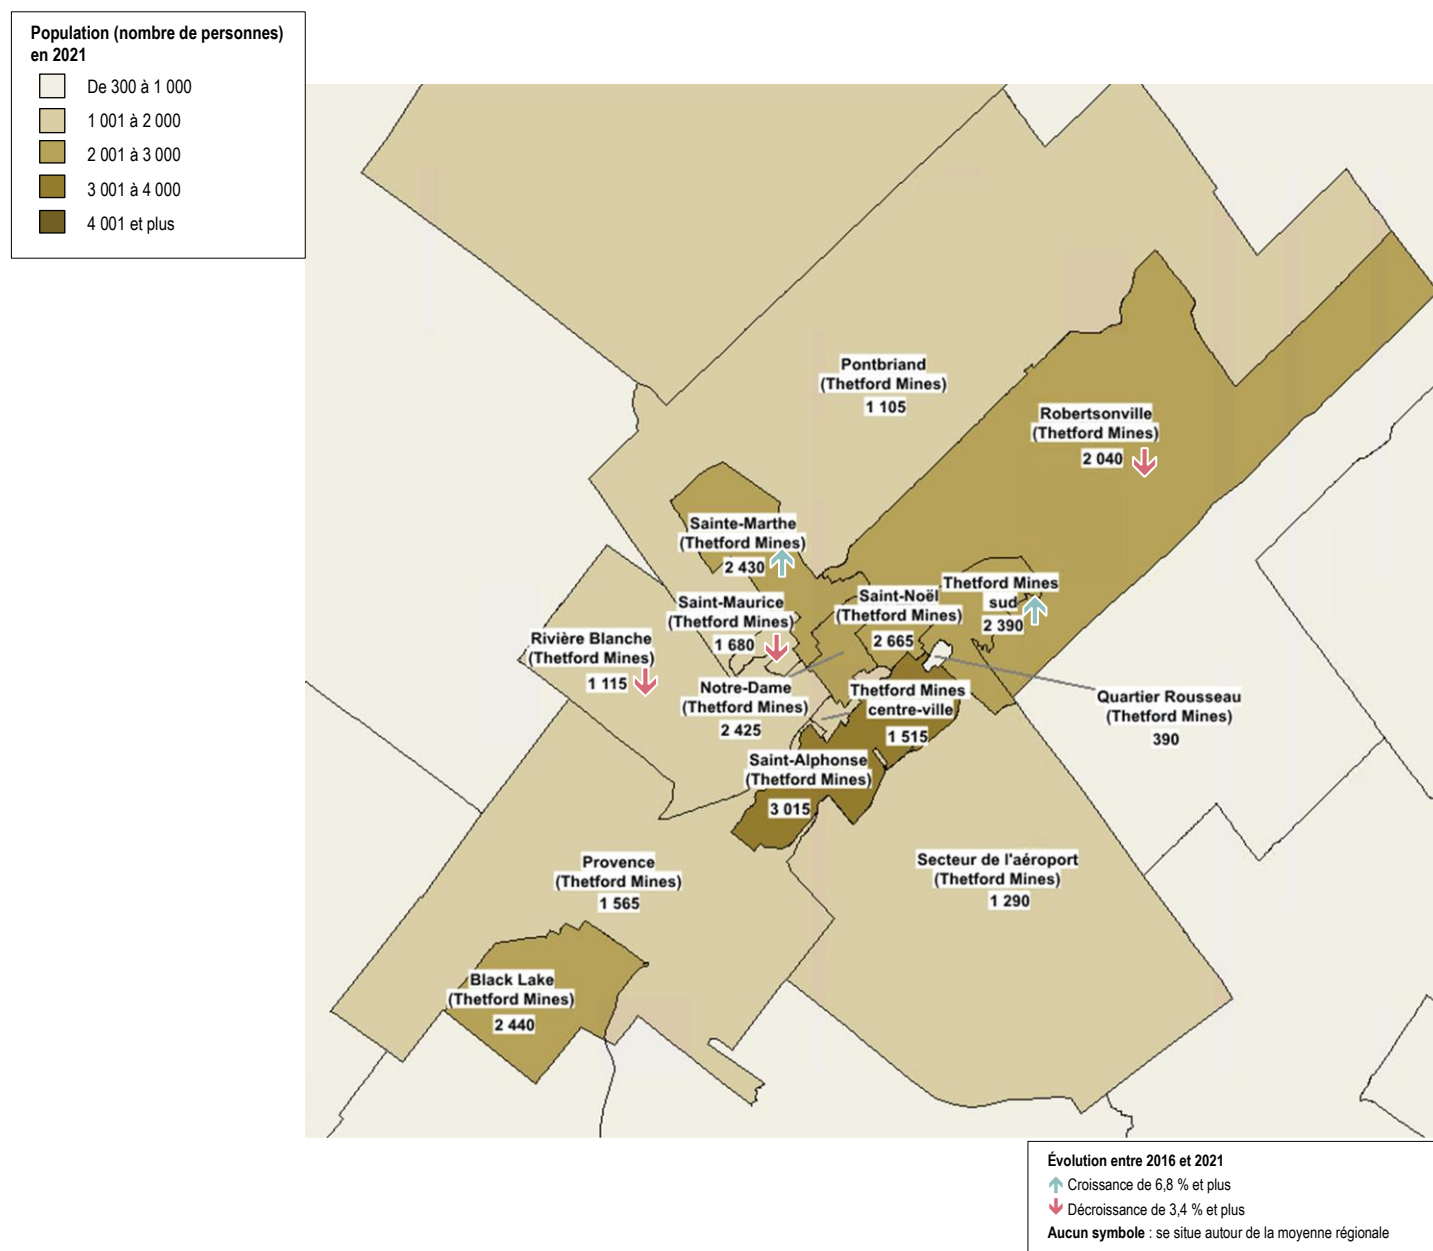 Population (nombre de personnes)
en 2021
De 300 à 1 000
1 001 à 2 000
2 001 à 3 000
3 001 à 4 000
4 001 et plus
Pontbriand
(Thetford Mines)
1 105
Robertsonville
(Thetford Mines)
2 040
Sainte-Marthe
(Thetford Mines)
2 430
Thetford Mines
sud
2 390
Saint-Noël
(Thetford Mines)
2 665
Saint-Maurice
(Thetford Mines)
1 680
Rivière Blanche
(Thetford Mines)
1 115
Notre-Dame
(Thetford Mines)
2 425
Thetford Mines
centre-ville
1 515
Quartier Rousseau
(Thetford Mines)
390
Saint-Alphonse
(Thetford Mines)
3 015
Provence
(Thetford Mines)
1 565
Secteur de l'aéroport
(Thetford Mines)
1 290
Black Lake
(Thetford Mines)
2 440
Évolution entre 2016 et 2021
Croissance de 6,8 % et plus
Décroissance de 3,4 % et plus
Aucun symbole : se situe autour de la moyenne régionale